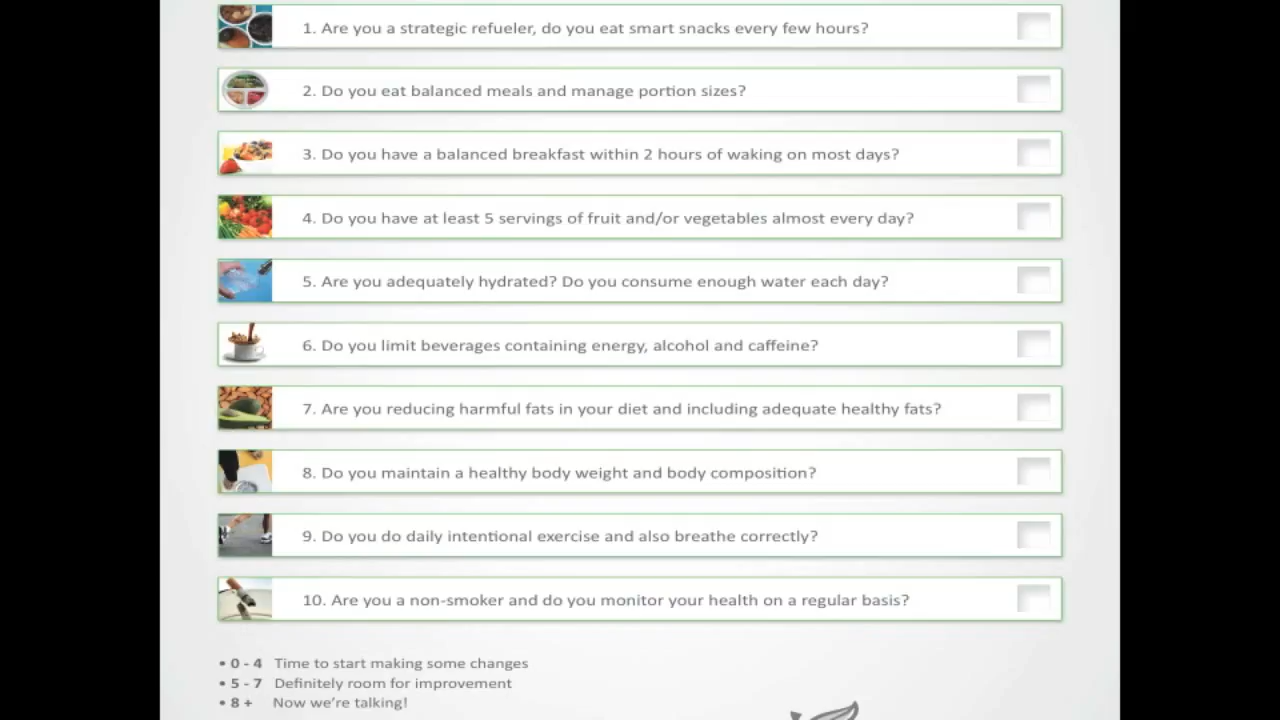 1. Are you a strategic refueler, do you eat smart snacks every few hours?
2. Do you eat balanced meals and manage portion sizes?
3. Do you have a balanced breakfast within 2 hours of waking on most days?
4. Do you have at least 5 servings of fruit and/or vegetables almost every day?
5. Are you adequately hydrated? Do you consume enough water each day?
6. Do you limit beverages containing energy, alcohol and caffeine?
7. Are you reducing harmful fats in your diet and including adequate healthy fats?
8. Do you maintain a healthy body weight and body composition?
9. Do you do daily intentional exercise and also breathe correctly?
10. Are you a non-smoker and do you monitor your health on a regular basis?
• 0 - 4 Time to start making some changes
• 5 - 7 Definitely room for improvement
• 8 + Now we're talking!